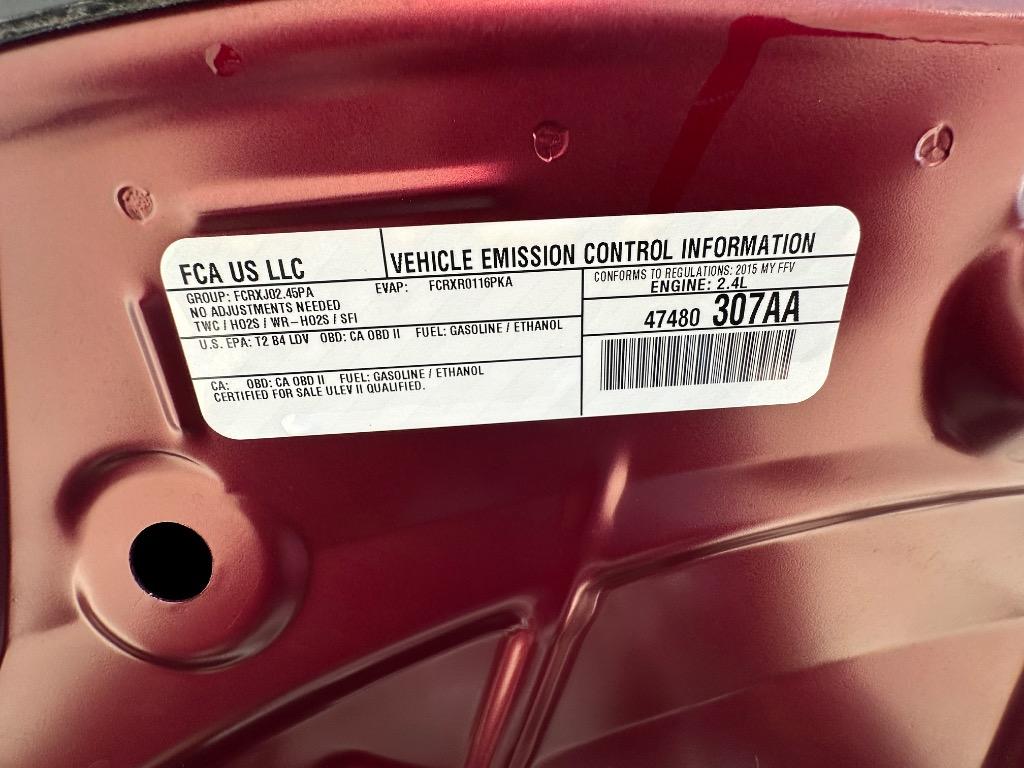 FCA US LLC
VEHICLE EMISSION CONTROL INFORMATION
GROUP: FCRXJ02.45PA
EVAP: FCRXR0116PKA
NO ADJUSTMENTS NEEDED
TWC / HO2S / WR-HO2S / SFI
U.S. EPA: T2 B4 LDV OBD: CA OBD II FUEL: GASOLINE / ETHANOL
CA: OBD: CA OBD II FUEL: GASOLINE / ETHANOL
CERTIFIED FOR SALE ULEV II QUALIFIED.
CONFORMS TO REGULATIONS: 2015 MY FFV
ENGINE: 2.4L
47480 307AA